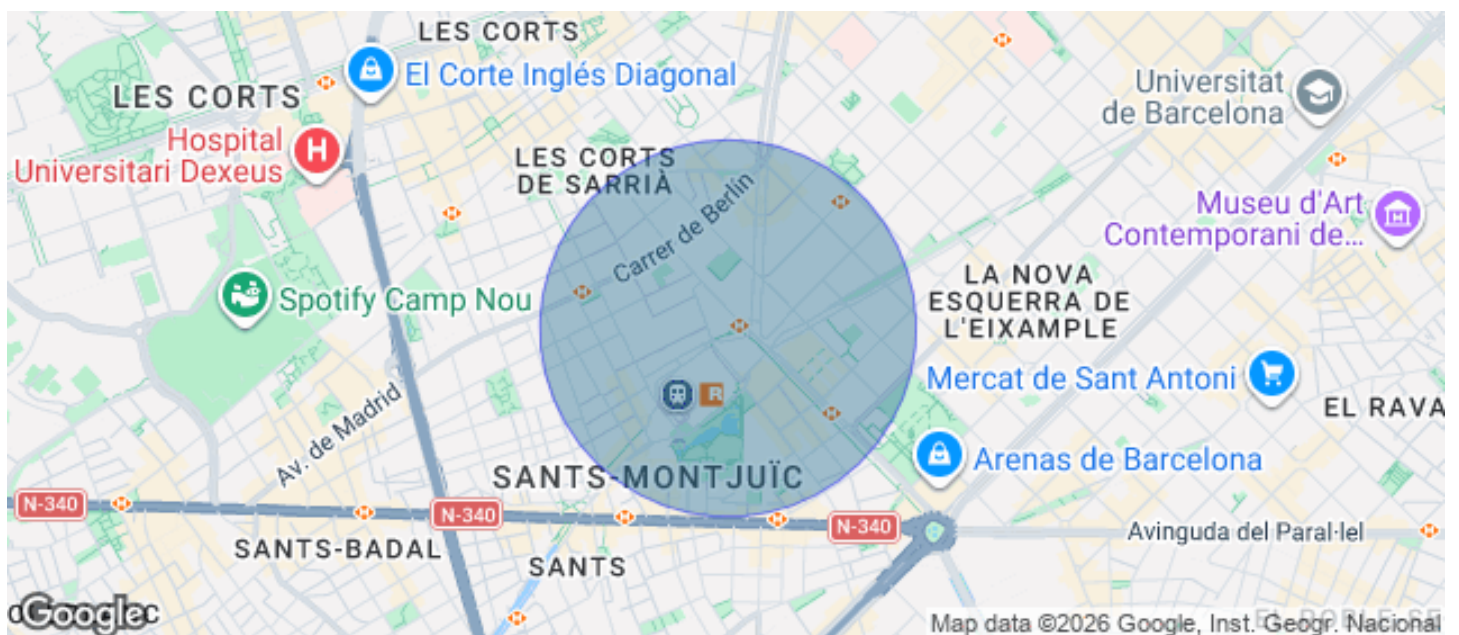 LES CORTS
El Corte Inglés Diagonal
LES CORTS
Hospital
Universitari Dexeus
H
LES CORTS
DE SARRIÀ
Universitat
de Barcelona
Carrer de Berlin
Museu d'Art
Contemporani de...
Spotify Camp Nou
LA NOVA
ESQUERRA DE
L'EIXAMPLE
Mercat de Sant Antoni
R
EL RAVA
Av. de Madrid
Arenas de Barcelona
SANTS-MONTJUÏC
N-340
N-340
N-340
Avinguda del Paral·lel
SANTS-BADAL
SANTS
Google
Map data ©2026 Google, Inst. Geogr. Nacional